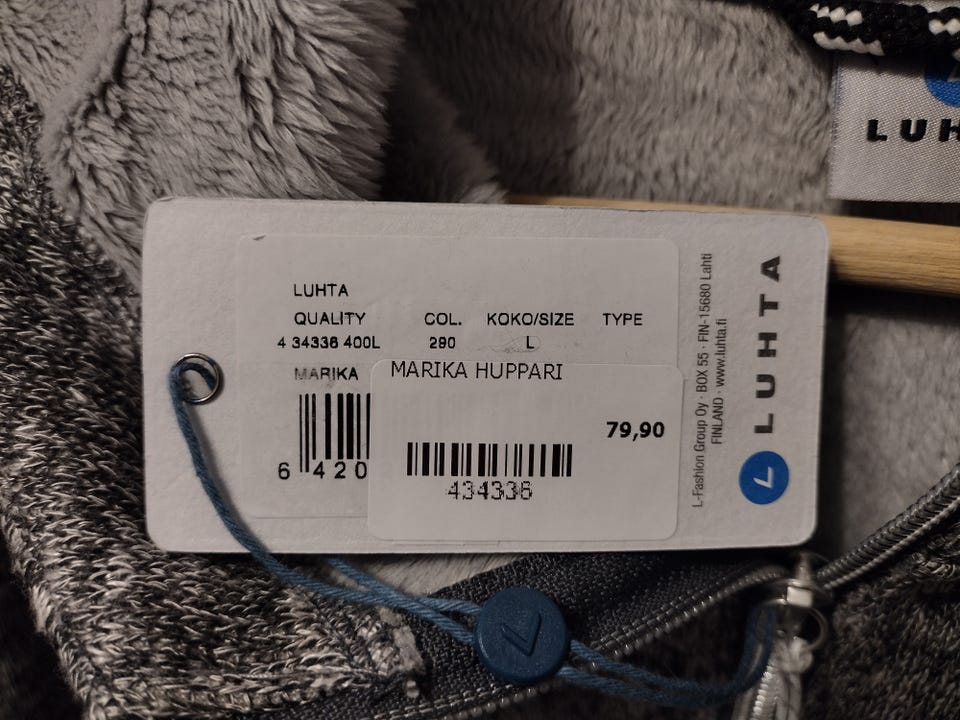 LUHTA
QUALITY COL. KOKO/SIZE TYPE
4 34336 400L 290 L
MARIKA
6 420
MARIKA HUPPARI
79,90
434336
L-Fashion Group Oy · BOX 55 · FIN-15680 Lahti
FINLAND · www.luhta.fi
LUHTA
LUH